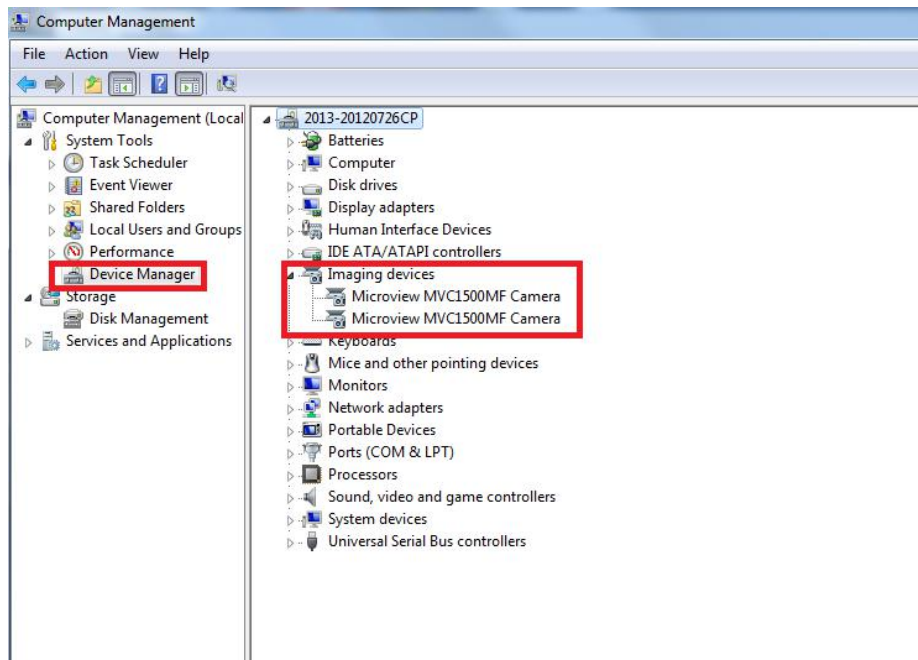 Computer Management
File Action View Help
Computer Management (Local
System Tools
Task Scheduler
Event Viewer
Shared Folders
Local Users and Groups
Performance
Device Manager
Storage
Disk Management
Services and Applications
2013-20120726CP
Batteries
Computer
Disk drives
Display adapters
Human Interface Devices
IDE ATA/ATAPI controllers
Imaging devices
Microview MVC1500MF Camera
Microview MVC1500MF Camera
Keyboards
Mice and other pointing devices
Monitors
Network adapters
Portable Devices
Ports (COM & LPT)
Processors
Sound, video and game controllers
System devices
Universal Serial Bus controllers